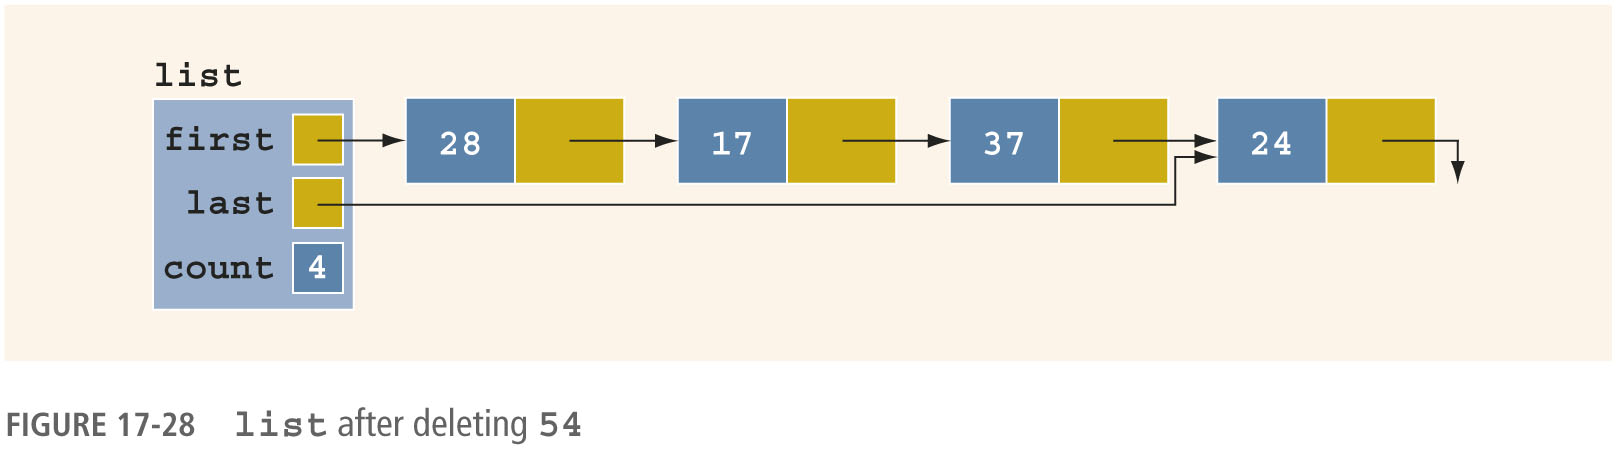 list
first 28 17 37 24
last
count 4
FIGURE 17-28 list after deleting 54